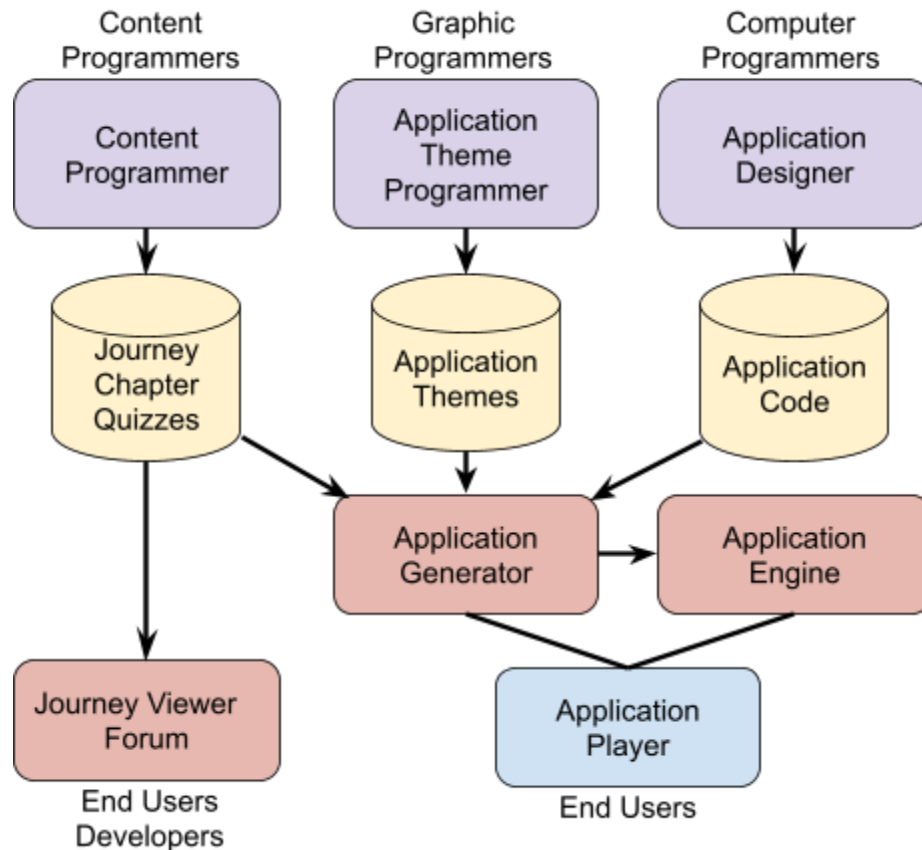 Content
Programmers
Graphic
Programmers
Computer
Programmers
Content
Programmer
Application
Theme
Programmer
Application
Designer
Journey
Chapter
Quizzes
Application
Themes
Application
Code
Application
Generator
Application
Engine
Journey Viewer
Forum
Application
Player
End Users
Developers
End Users